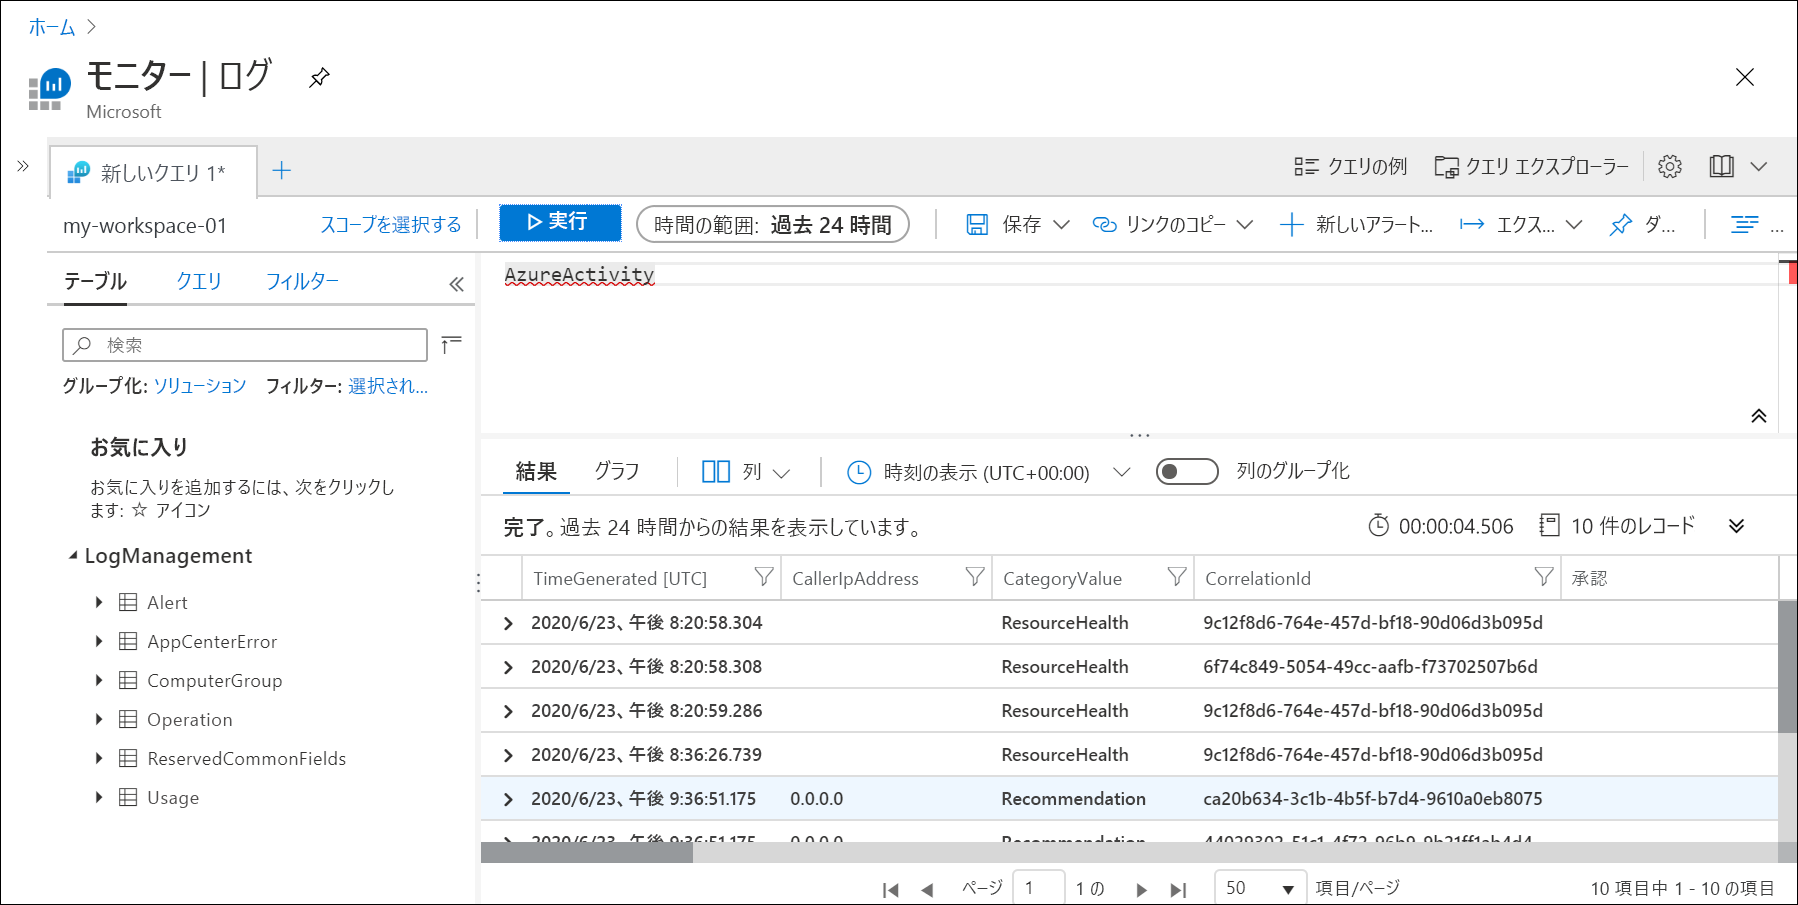 ホーム
モニター | ログ
Microsoft
新しいクエリ 1*
クエリの例
クエリ エクスプローラー
my-workspace-01
スコープを選択する
実行
時間の範囲: 過去 24 時間
保存
リンクのコピー
新しいアラート...
エクス...
ダ...
...
テーブル
クエリ
フィルター
AzureActivity
検索
グループ化: ソリューション
フィルター: 選択され...
お気に入り
お気に入りを追加するには、次をクリックし
ます: ☆ アイコン
LogManagement
Alert
AppCenterError
ComputerGroup
Operation
ReservedCommonFields
Usage
結果
グラフ
列
時刻の表示 (UTC+00:00)
列のグループ化
完了。過去 24 時間からの結果を表示しています。
00:00:04.506
10 件のレコード
TimeGenerated [UTC] CallerIpAddress CategoryValue CorrelationId 承認
2020/6/23、午後 8:20:58.304 ResourceHealth 9c12f8d6-764e-457d-bf18-90d06d3b095d
2020/6/23、午後 8:20:58.308 ResourceHealth 6f74c849-5054-49cc-aafb-f73702507b6d
2020/6/23、午後 8:20:59.286 ResourceHealth 9c12f8d6-764e-457d-bf18-90d06d3b095d
2020/6/23、午後 8:36:26.739 ResourceHealth 9c12f8d6-764e-457d-bf18-90d06d3b095d
2020/6/23、午後 9:36:51.175 0.0.0.0 Recommendation ca20b634-3c1b-4b5f-b7d4-9610a0eb8075
2020/6/23、午後 9:36:51.175 0.0.0.0 Recommendation
ページ 1 1 の
50 項目/ページ
10 項目中 1 - 10 の項目